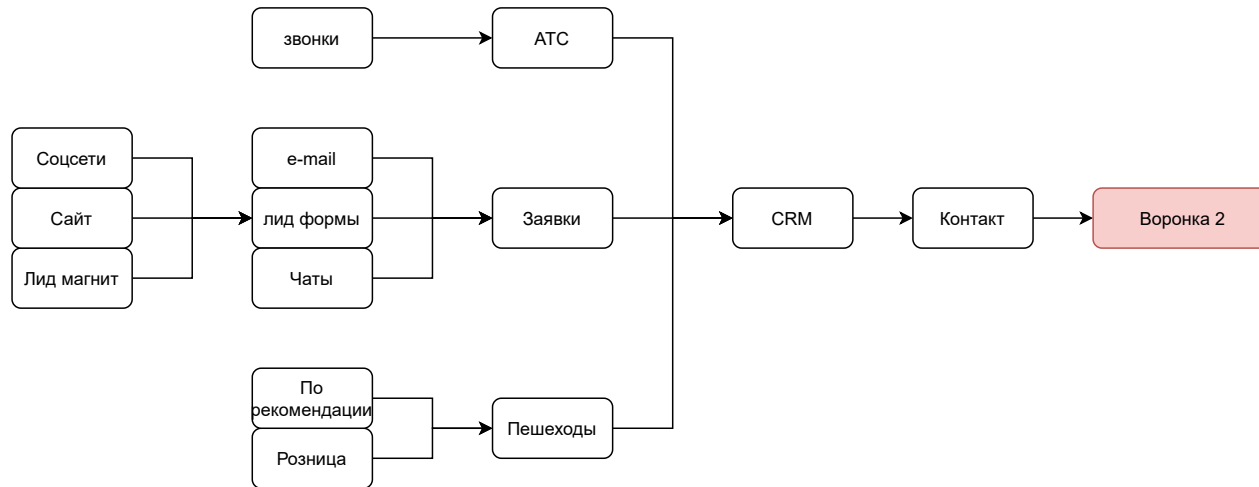 звонки
АТС
Соцсети
Сайт
Лид магнит
e-mail
лид формы
Чаты
Заявки
CRM
Контакт
Воронка 2
По
рекомендации
Розница
Пешеходы